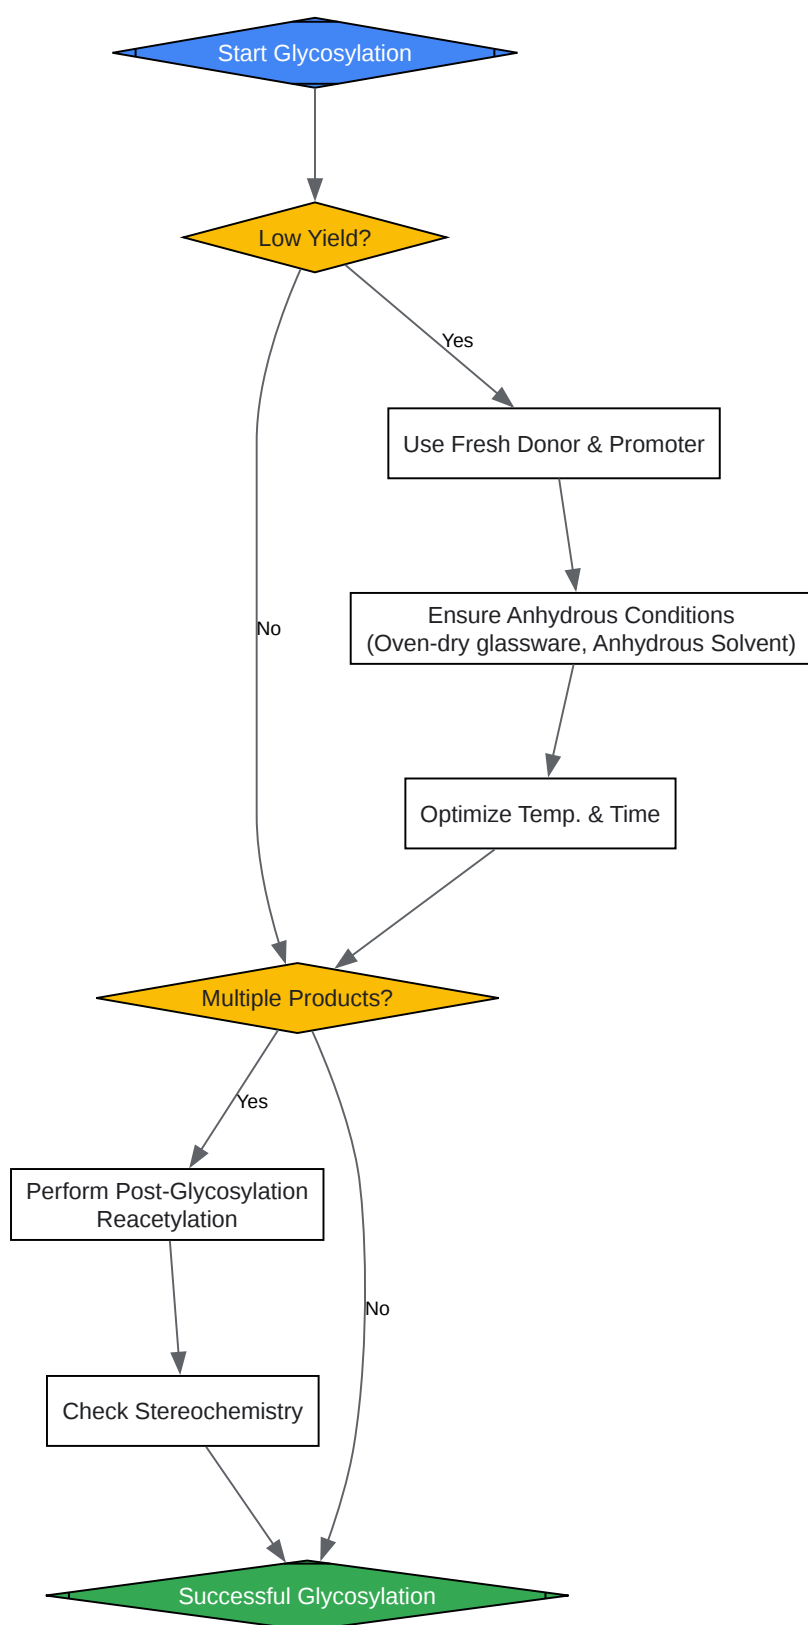 Start Glycosylation
Low Yield?
Yes
Use Fresh Donor & Promoter
Ensure Anhydrous Conditions
(Oven-dry glassware, Anhydrous Solvent)
No
Optimize Temp. & Time
Multiple Products?
Yes
Perform Post-Glycosylation
Reacetylation
No
Check Stereochemistry
Successful Glycosylation